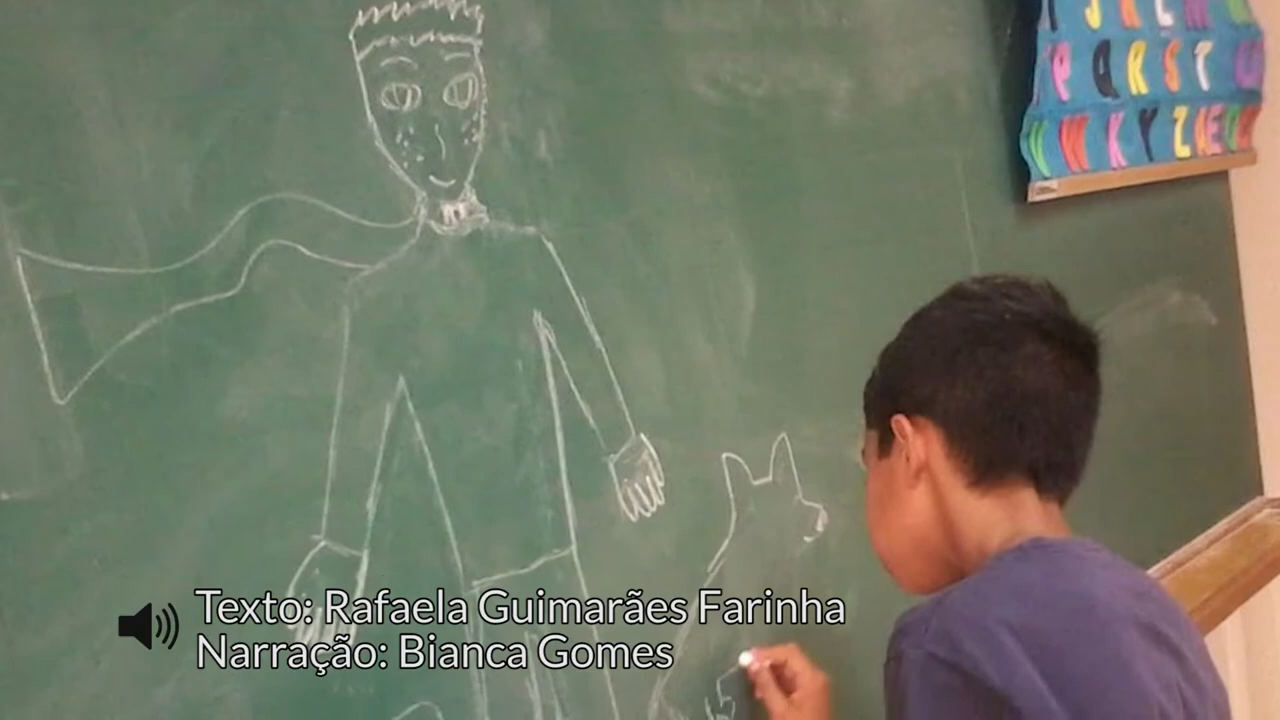 P Q R S T U
V W X Y Z
Texto: Rafaela Guimarães Farinha
Narração: Bianca Gomes